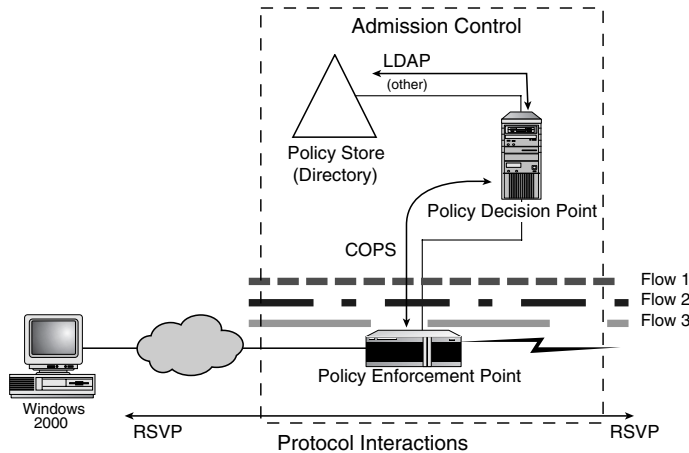 Admission Control
LDAP
(other)
Policy Store
(Directory)
Policy Decision Point
COPS
Flow 1
Flow 2
Flow 3
Policy Enforcement Point
Windows
2000
RSVP
RSVP
Protocol Interactions